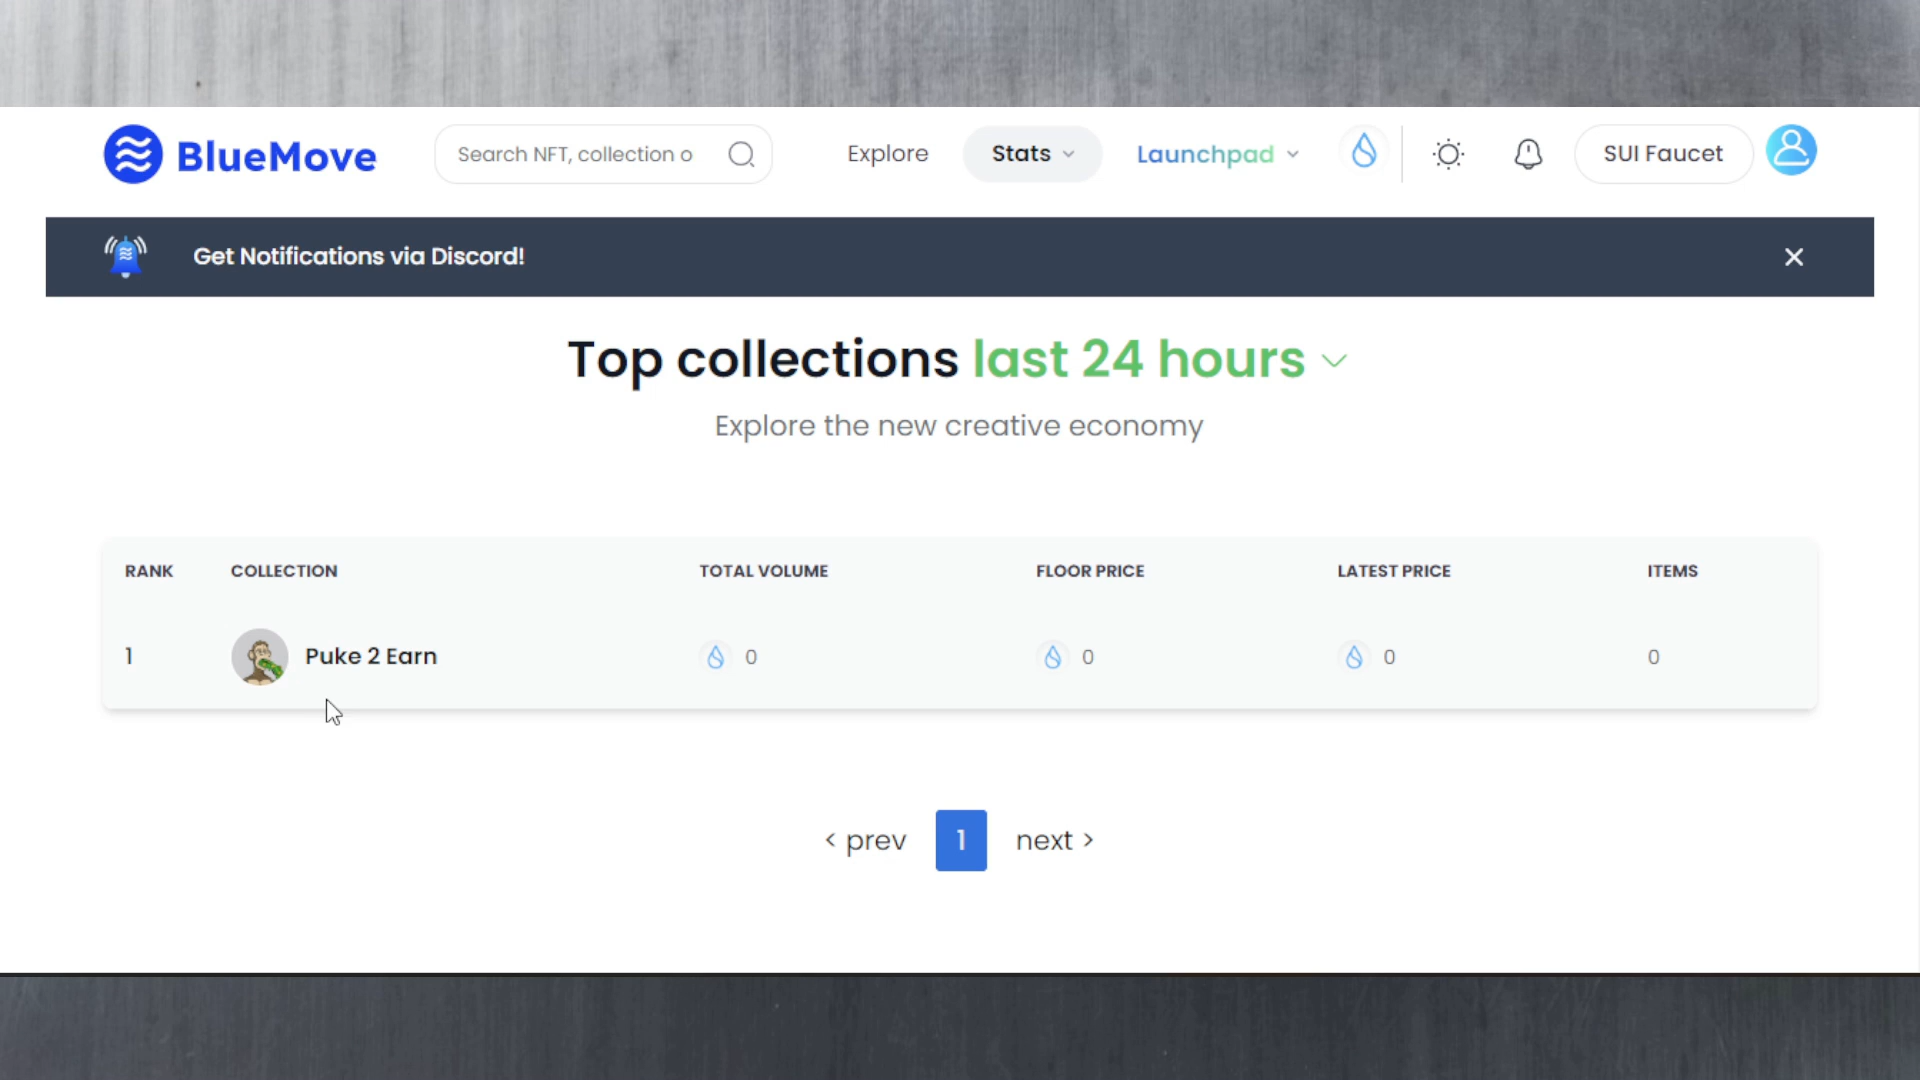 BlueMove
Search NFT, collection o
Explore
Stats
Launchpad
SUI Faucet
Get Notifications via Discord!
Top collections last 24 hours
Explore the new creative economy
RANK COLLECTION TOTAL VOLUME FLOOR PRICE LATEST PRICE ITEMS
1 Puke 2 Earn 0 0 0 0
< prev 1 next >